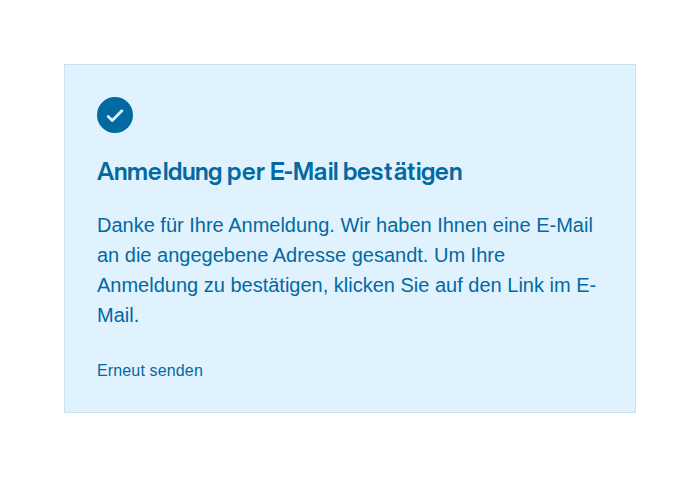 Anmeldung per E-Mail bestätigen
Danke für Ihre Anmeldung. Wir haben Ihnen eine E-Mail
an die angegebene Adresse gesandt. Um Ihre
Anmeldung zu bestätigen, klicken Sie auf den Link im E-
Mail.
Erneut senden